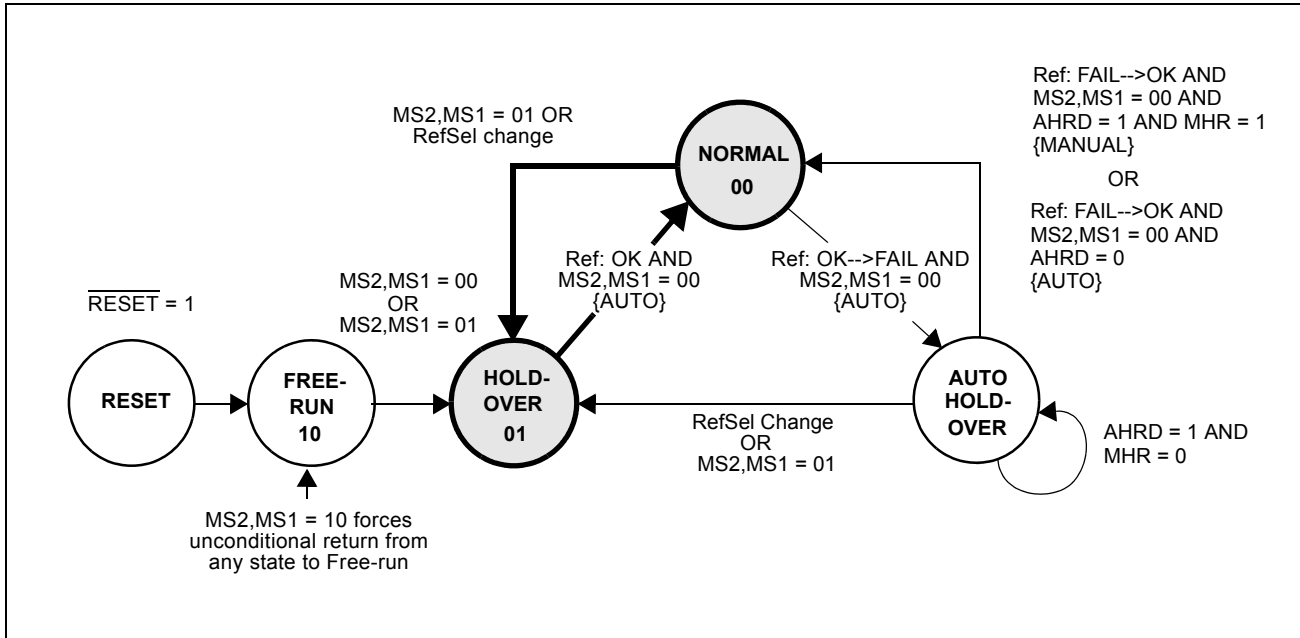 Ref: FAIL-->OK AND
MS2,MS1 = 00 AND
AHRD = 1 AND MHR = 1
{MANUAL}
OR
Ref: FAIL-->OK AND
MS2,MS1 = 00 AND
AHRD = 0
{AUTO}
MS2,MS1 = 01 OR
RefSel change
NORMAL
00
Ref: OK AND
MS2,MS1 = 00
{AUTO}
Ref: OK-->FAIL AND
MS2,MS1 = 00
{AUTO}
MS2,MS1 = 00
OR
MS2,MS1 = 01
RESET = 1
RESET
FREE-
RUN
10
HOLD-
OVER
01
AUTO
HOLD-
OVER
RefSel Change
OR
MS2,MS1 = 01
AHRD = 1 AND
MHR = 0
MS2,MS1 = 10 forces
unconditional return from
any state to Free-run